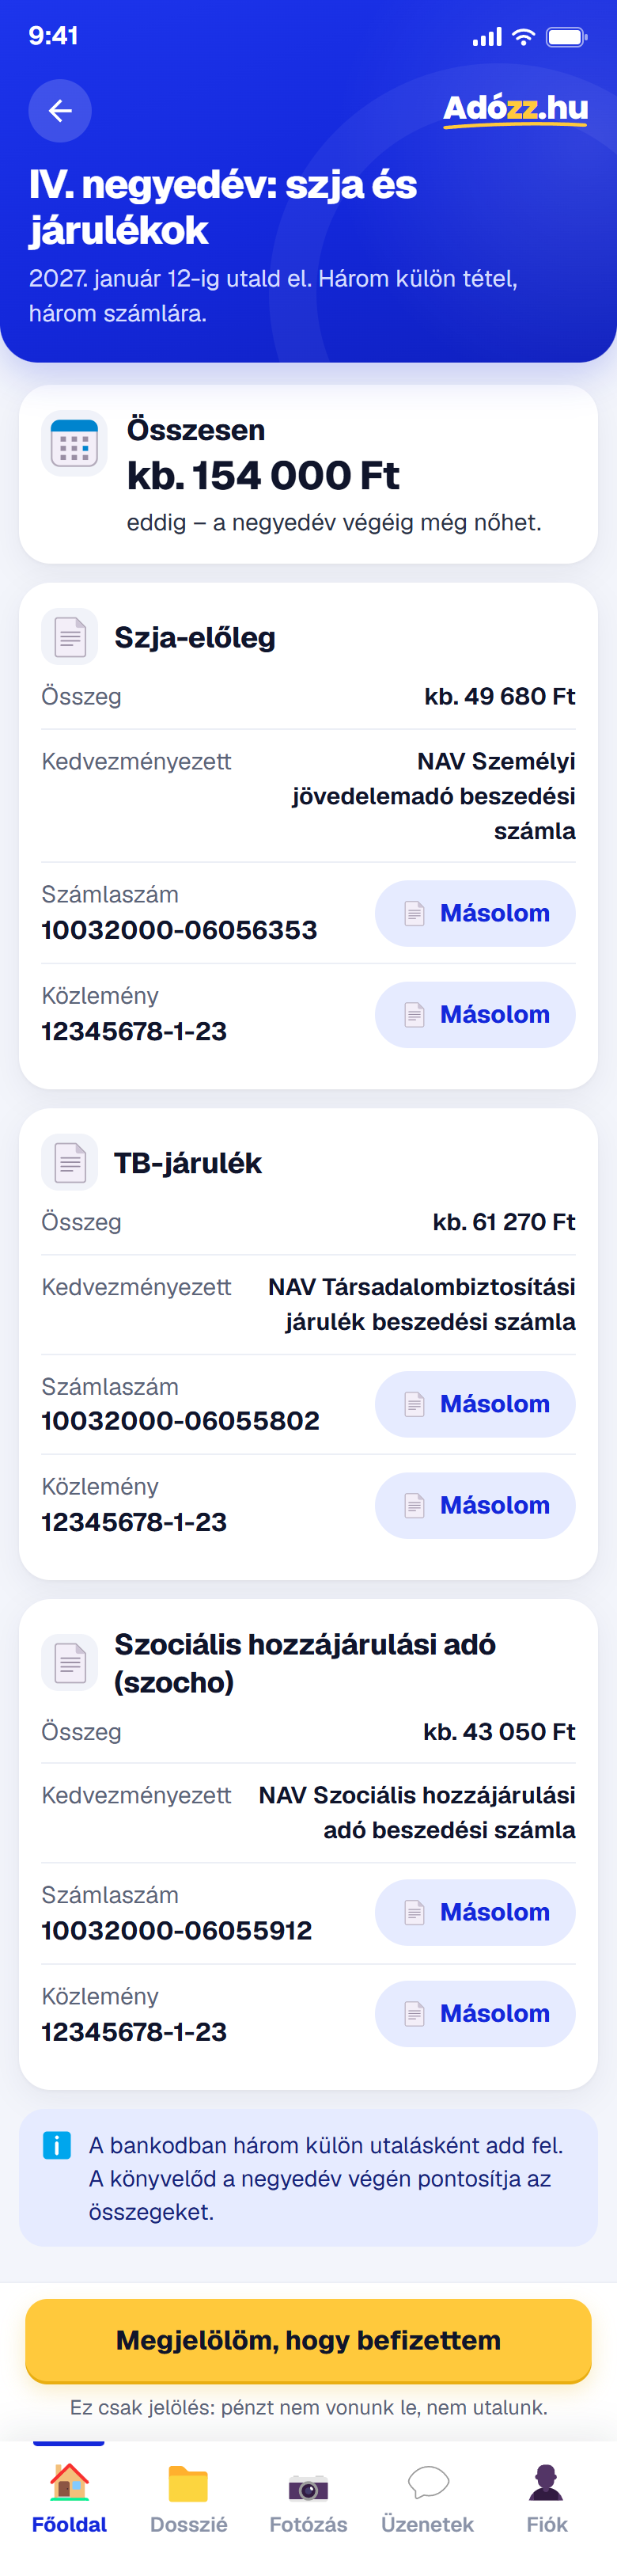 9:41
Adózz.hu
IV. negyedév: szja és
járulékok
2027. január 12-ig utald el. Három külön tétel,
három számlára.
Összesen
kb. 154 000 Ft
eddig – a negyedév végéig még nőhet.
Szja-előleg
Összeg
kb. 49 680 Ft
Kedvezményezett
NAV Személyi
jövedelemadó beszedési
számla
Számlaszám
10032000-06056353
Másolom
Közlemény
12345678-1-23
Másolom
TB-járulék
Összeg
kb. 61 270 Ft
Kedvezményezett
NAV Társadalombiztosítási
járulék beszedési számla
Számlaszám
10032000-06055802
Másolom
Közlemény
12345678-1-23
Másolom
Szociális hozzájárulási adó
(szocho)
Összeg
kb. 43 050 Ft
Kedvezményezett
NAV Szociális hozzájárulási
adó beszedési számla
Számlaszám
10032000-06055912
Másolom
Közlemény
12345678-1-23
Másolom
A bankodban három külön utalásként add fel.
A könyvelőd a negyedév végén pontosítja az
összegeket.
Megjelölöm, hogy befizettem
Ez csak jelölés: pénzt nem vonunk le, nem utalunk.
Főoldal
Dosszié
Fotózás
Üzenetek
Fiók